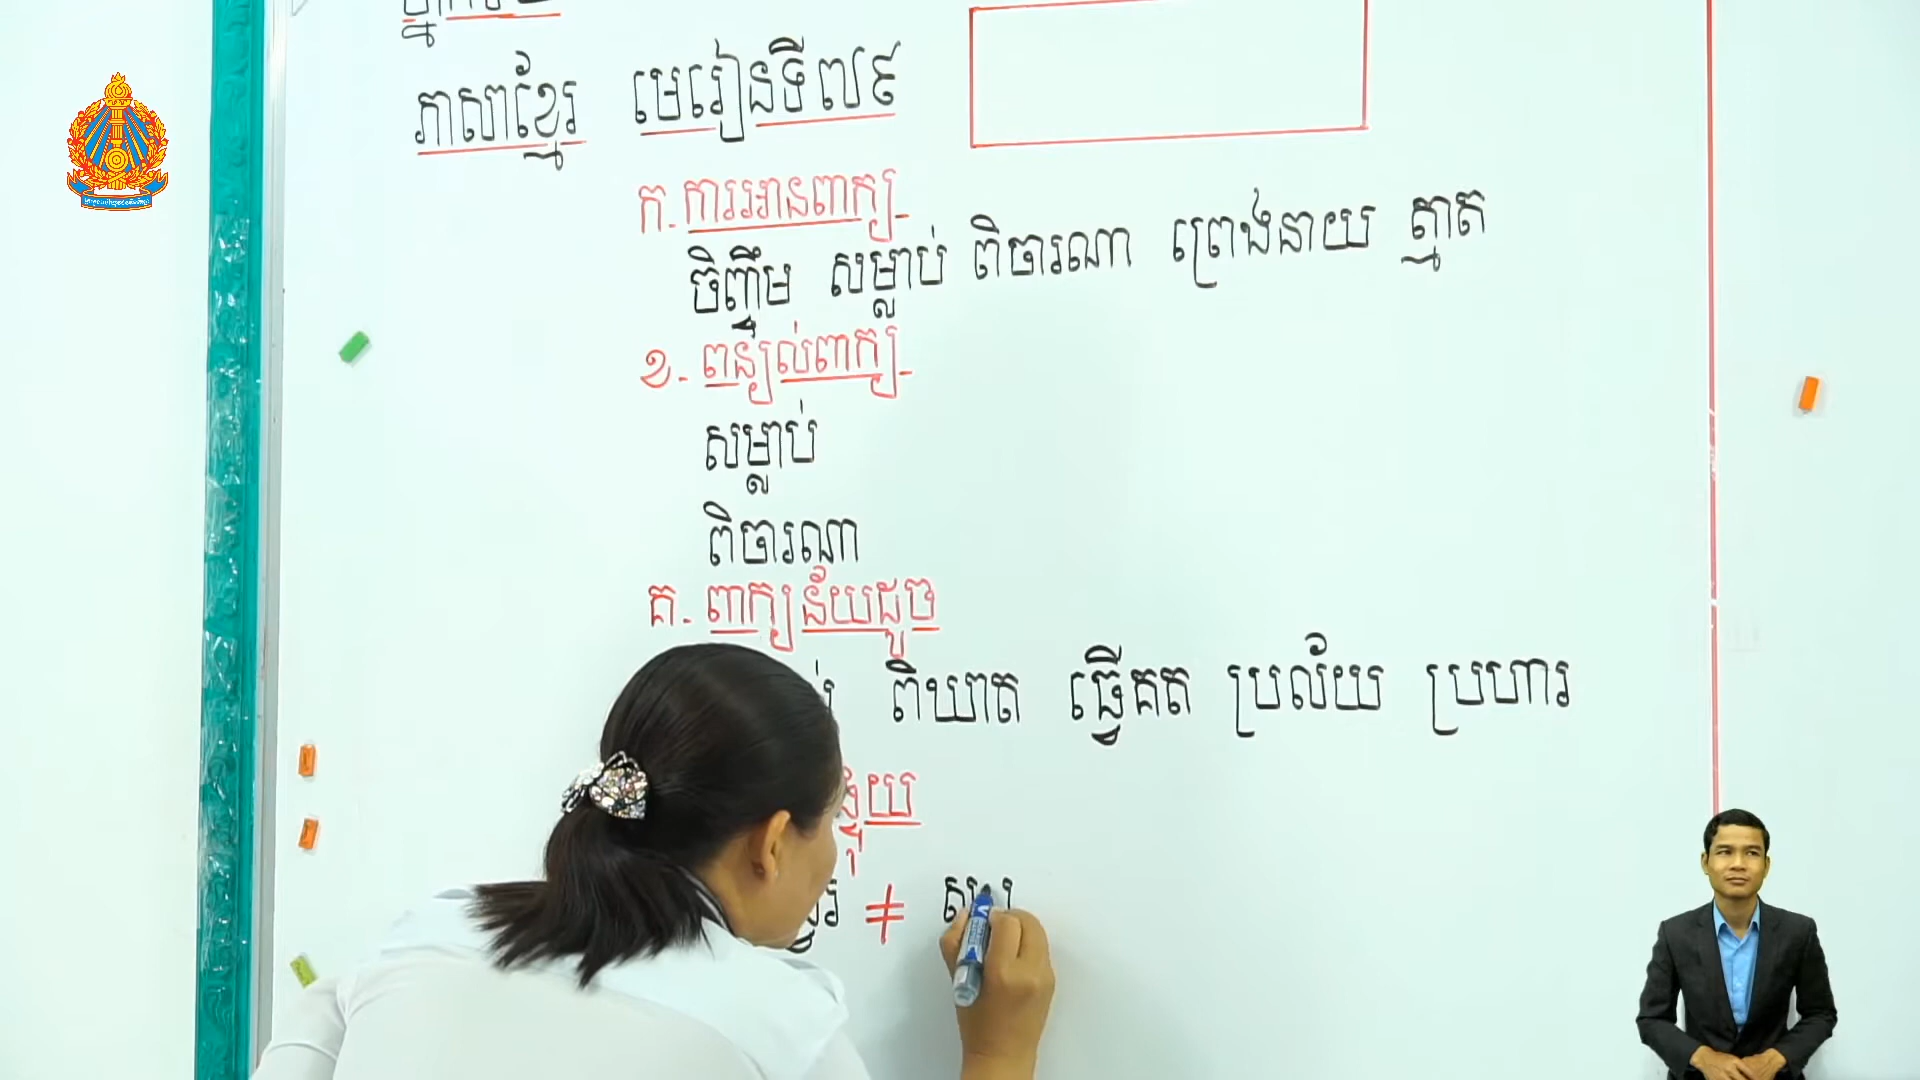 ភាសាខ្មែរ មេរៀនទី៧៩
ក. ការអានពាក្យ
ចិញ្ចឹម សម្លាប់ ពិចារណា ព្រេងនាយ ត្មាត
ខ. ពន្យល់ពាក្យ
សម្លាប់
ពិចារណា
គ. ពាក្យន័យដូច
ពិឃាត ធ្វើគត ប្រល័យ ប្រហារ
≠